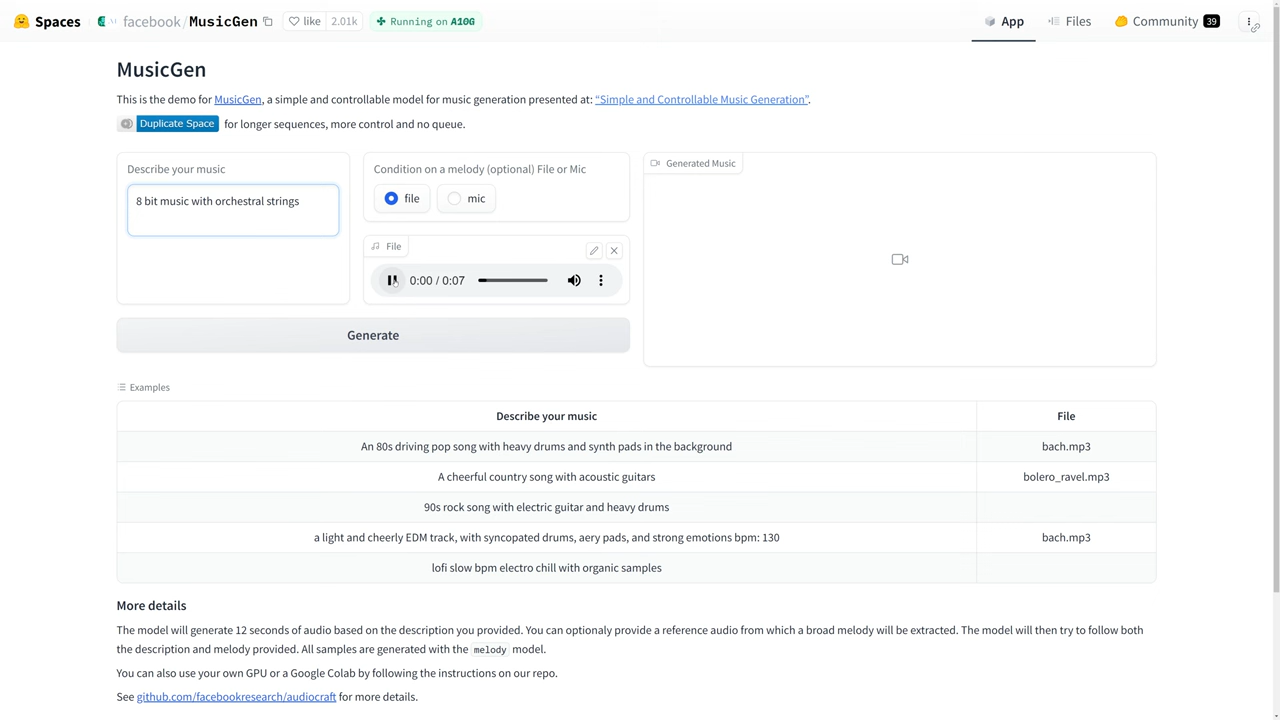 Spaces facebook/MusicGen like 2.01k Running on A10G App Files Community 39
MusicGen
This is the demo for MusicGen, a simple and controllable model for music generation presented at: “Simple and Controllable Music Generation”.
Duplicate Space for longer sequences, more control and no queue.
Describe your music
8 bit music with orchestral strings
Condition on a melody (optional) File or Mic
file mic
File
0:00 / 0:07
Generated Music
Generate
Examples
Describe your music File
An 80s driving pop song with heavy drums and synth pads in the background bach.mp3
A cheerful country song with acoustic guitars bolero_ravel.mp3
90s rock song with electric guitar and heavy drums
a light and cheerly EDM track, with syncopated drums, aery pads, and strong emotions bpm: 130 bach.mp3
lofi slow bpm electro chill with organic samples
More details
The model will generate 12 seconds of audio based on the description you provided. You can optionaly provide a reference audio from which a broad melody will be extracted. The model will then try to follow both
the description and melody provided. All samples are generated with the melody model.
You can also use your own GPU or a Google Colab by following the instructions on our repo.
See github.com/facebookresearch/audiocraft for more details.